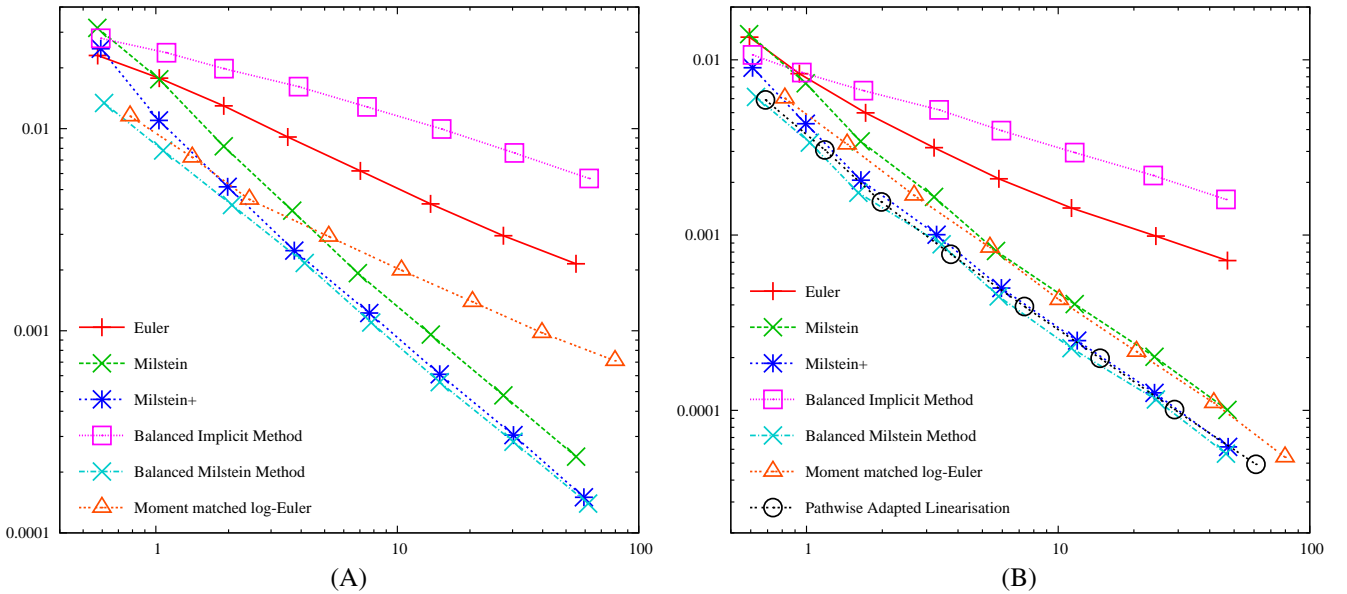 0.01
0.001
0.0001
Euler
Milstein
Milstein+
Balanced Implicit Method
Balanced Milstein Method
Moment matched log-Euler
1 10 100
(A)
0.01
0.001
0.0001
Euler
Milstein
Milstein+
Balanced Implicit Method
Balanced Milstein Method
Moment matched log-Euler
Pathwise Adapted Linearisation
1 10 100
(B)